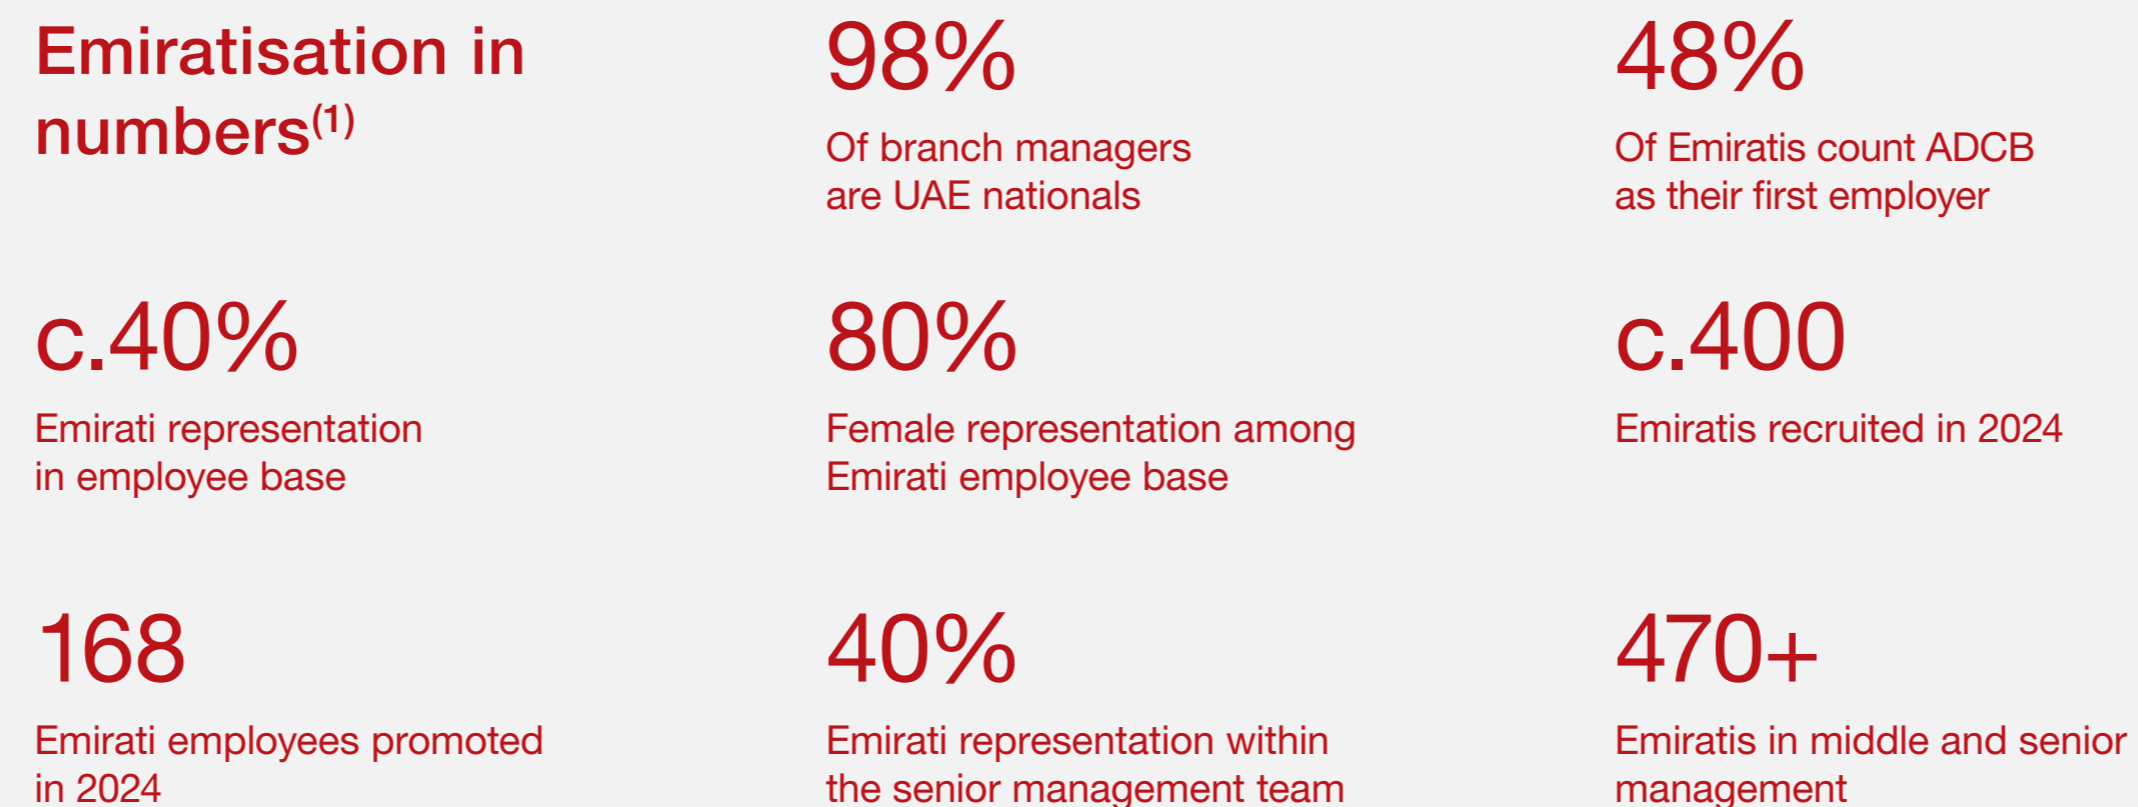 Emiratisation in
numbers(1)
98%
Of branch managers
are UAE nationals
48%
Of Emiratis count ADCB
as their first employer
c.40%
Emirati representation
in employee base
80%
Female representation among
Emirati employee base
c.400
Emiratis recruited in 2024
168
Emirati employees promoted
in 2024
40%
Emirati representation within
the senior management team
470+
Emiratis in middle and senior
management